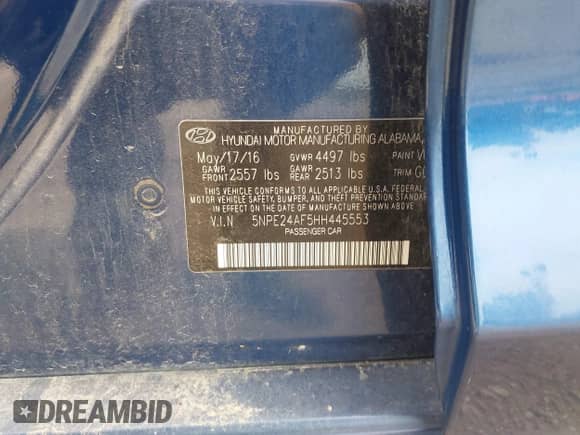 MANUFACTURED BY
HYUNDAI MOTOR MANUFACTURING ALABAMA,
May/17/16 GVWR 4497 lbs PAINT
GAWR FRONT 2557 lbs GAWR REAR 2513 lbs TRIM
THIS VEHICLE CONFORMS TO ALL APPLICABLE U.S.A. FEDERAL
MOTOR VEHICLE SAFETY, BUMPER, AND THEFT PREVENTION STANDAR
IN EFFECT ON THE DATE OF MANUFACTURE SHOWN ABOVE
V.I.N 5NPE24AF5HH445553
PASSENGER CAR
DREAMBID